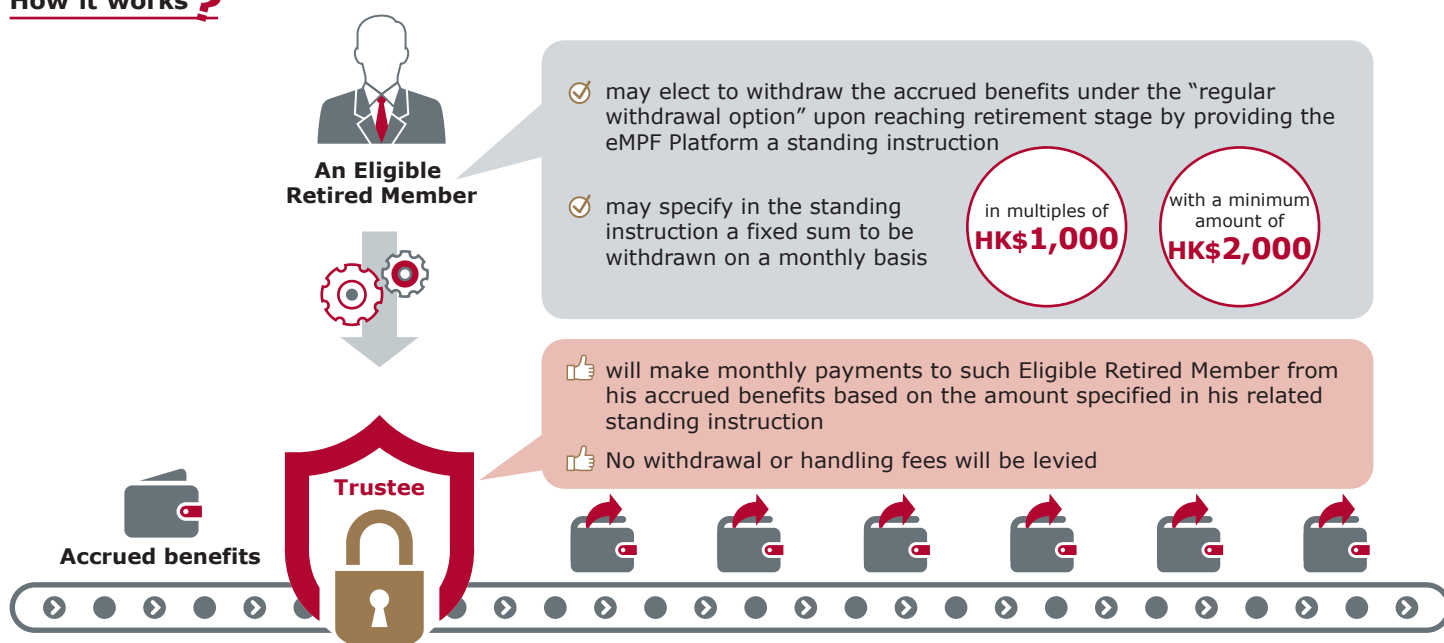 How it works?
may elect to withdraw the accrued benefits under the “regular
withdrawal option” upon reaching retirement stage by providing the
eMPF Platform a standing instruction
An Eligible
Retired Member
may specify in the standing
instruction a fixed sum to be
withdrawn on a monthly basis
in multiples of
HK$1,000
with a minimum
amount of
HK$2,000
will make monthly payments to such Eligible Retired Member from
his accrued benefits based on the amount specified in his related
standing instruction
No withdrawal or handling fees will be levied
Trustee
Accrued benefits